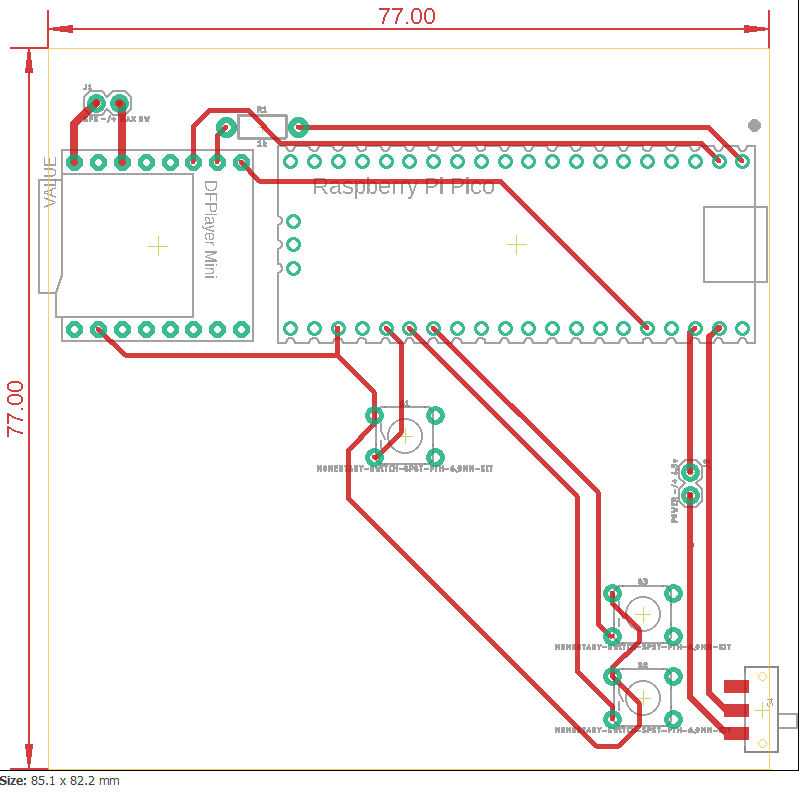 77.00
77.00
J1
SPK -/+ MAX 3W
R1
1k
VALUE
DFPlayer Mini
Raspberry Pi Pico
S1
MOMENTARY-SWITCH-SPST-PTH-6.0MM-KIT
POWER -/+ 4.5V
S3
MOMENTARY-SWITCH-SPST-PTH-6.0MM-KIT
S2
MOMENTARY-SWITCH-SPST-PTH-6.0MM-KIT
S4
Size: 85.1 x 82.2 mm